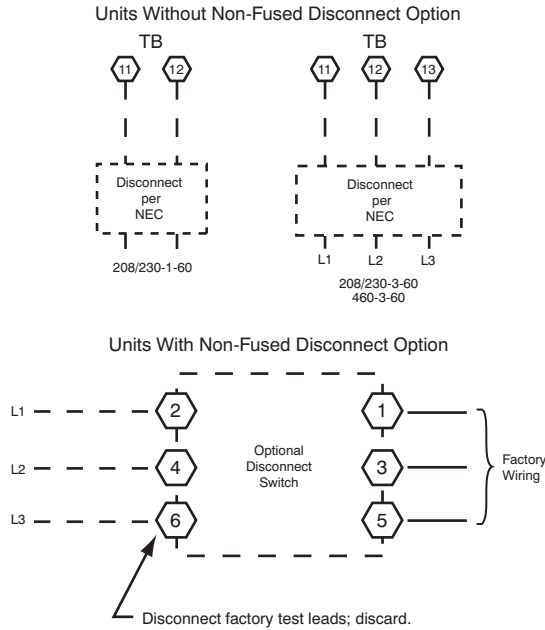 Units Without Non-Fused Disconnect Option
TB
TB
11
12
11
12
13
Disconnect
per
NEC
Disconnect
per
NEC
208/230-1-60
L1
L2
L3
208/230-3-60
460-3-60
Units With Non-Fused Disconnect Option
L1
2
1
L2
4
Optional
Disconnect
Switch
3
Factory
Wiring
L3
6
5
Disconnect factory test leads; discard.